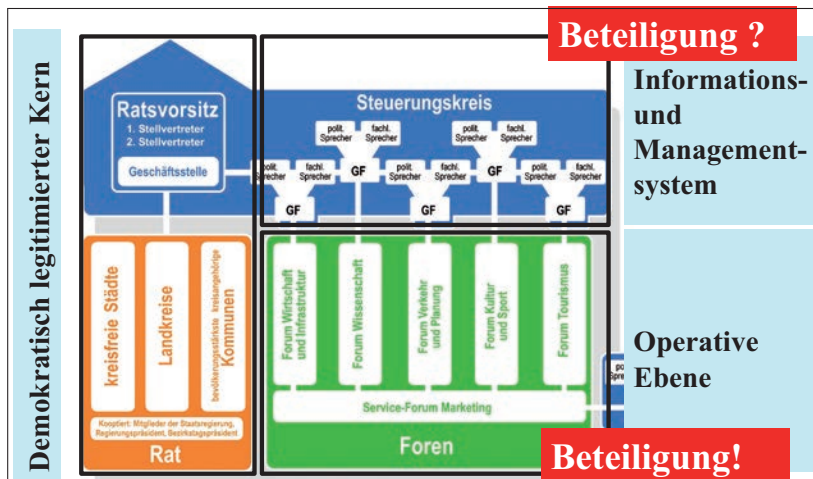 Beteiligung ?
Demokratisch legitimierter Kern
Ratsvorsitz
1. Stellvertreter
2. Stellvertreter
Geschäftsstelle
Steuerungskreis
polit. Sprecher
fachl. Sprecher
GF
polit. Sprecher
fachl. Sprecher
GF
polit. Sprecher
fachl. Sprecher
GF
polit. Sprecher
fachl. Sprecher
GF
polit. Sprecher
fachl. Sprecher
GF
Informations-
und
Management-
system
kreisfreie Städte
Landkreise
bevölkerungsstärkste kreisangehörige
Kommunen
Kooptiert: Mitglieder der Staatsregierung,
Regierungspräsident, Bezirkstagspräsident
Rat
Forum Wirtschaft
und Infrastruktur
Forum Wissenschaft
Forum Verkehr
und Planung
Forum Kultur
und Sport
Forum Tourismus
Service-Forum Marketing
Foren
Operative
Ebene
Beteiligung!